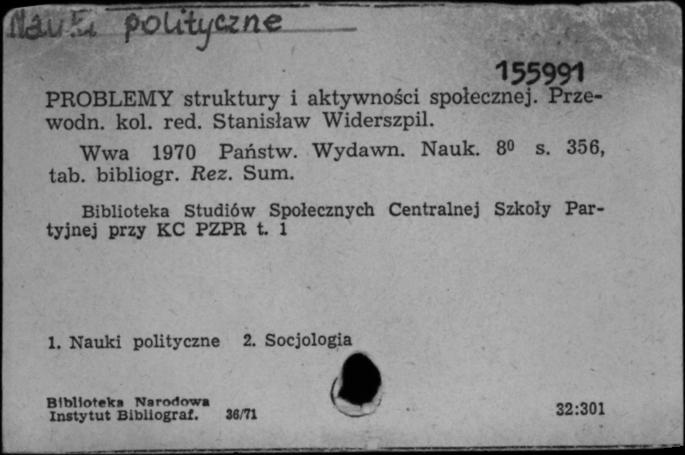 Nauki polityczne
155991
PROBLEMY struktury i aktywności społecznej. Prze-
wodn. kol. red. Stanisław Widerszpil.
Wwa 1970 Państw. Wydawn. Nauk. 8⁰ s. 356,
tab. bibliogr. Rez. Sum.
Biblioteka Studiów Społecznych Centralnej Szkoły Par-
tyjnej przy KC PZPR t. 1
1. Nauki polityczne 2. Socjologia
Biblioteka Narodowa
Instytut Bibliograf. 36/71
32:301